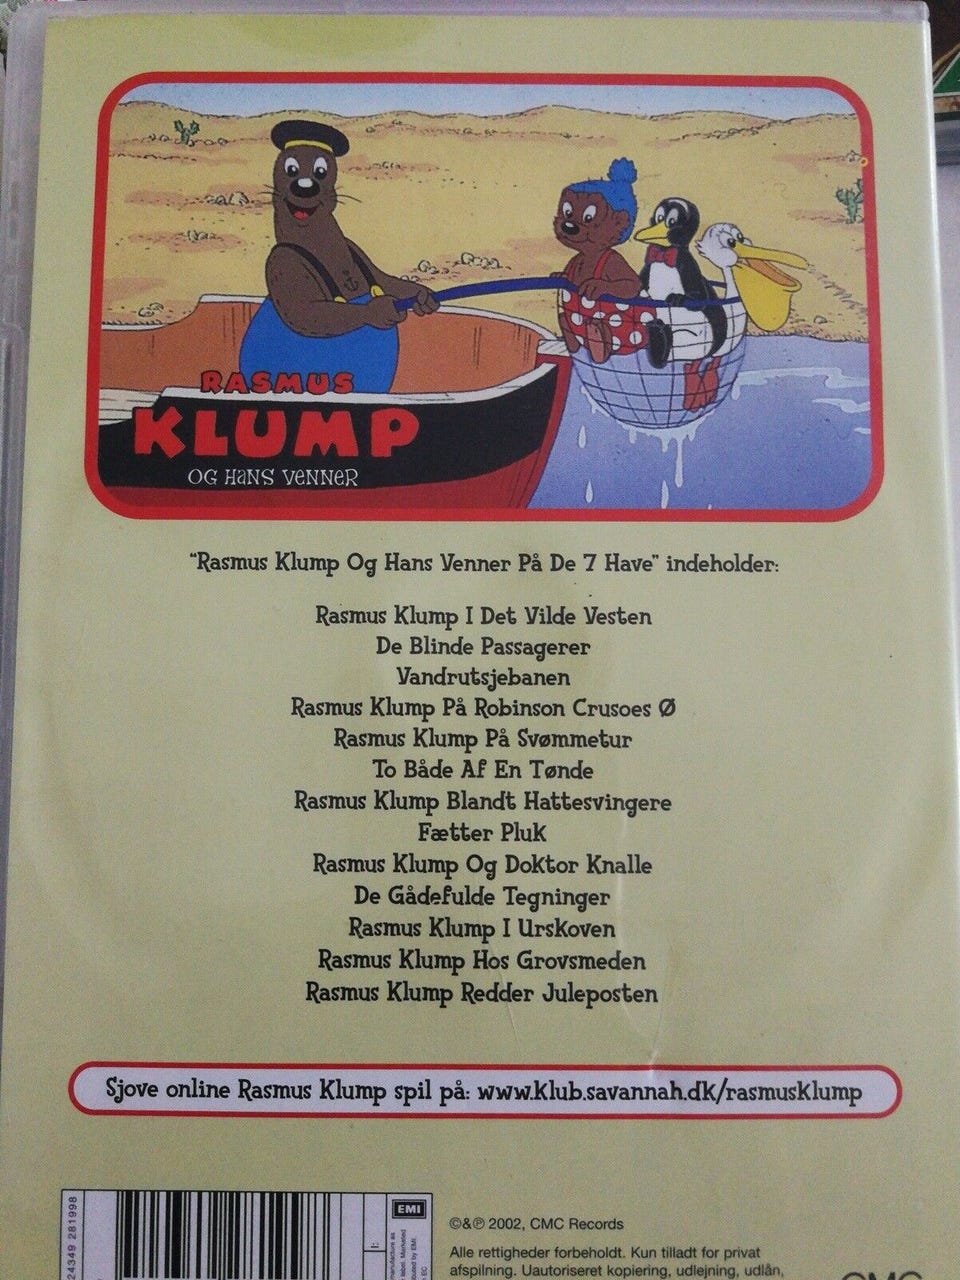 RASMUS
KLUMP
OG HANS VENNER
"Rasmus Klump Og Hans Venner På De 7 Have" indeholder:
Rasmus Klump I Det Vilde Vesten
De Blinde Passagerer
Vandrutsjebanen
Rasmus Klump På Robinson Crusoes Ø
Rasmus Klump På Svømmetur
To Både Af En Tønde
Rasmus Klump Blandt Hattesvingere
Fætter Pluk
Rasmus Klump Og Doktor Knalle
De Gådefulde Tegninger
Rasmus Klump I Urskoven
Rasmus Klump Hos Grovsmeden
Rasmus Klump Redder Juleposten
Sjove online Rasmus Klump spil på: www.klub.savannah.dk/rasmusklump
24349 281998
EMI
©&℗ 2002, CMC Records
Alle rettigheder forbeholdt. Kun tilladt for privat
afspilning. Uautoriseret kopiering, udlejning, udlån,
CMC